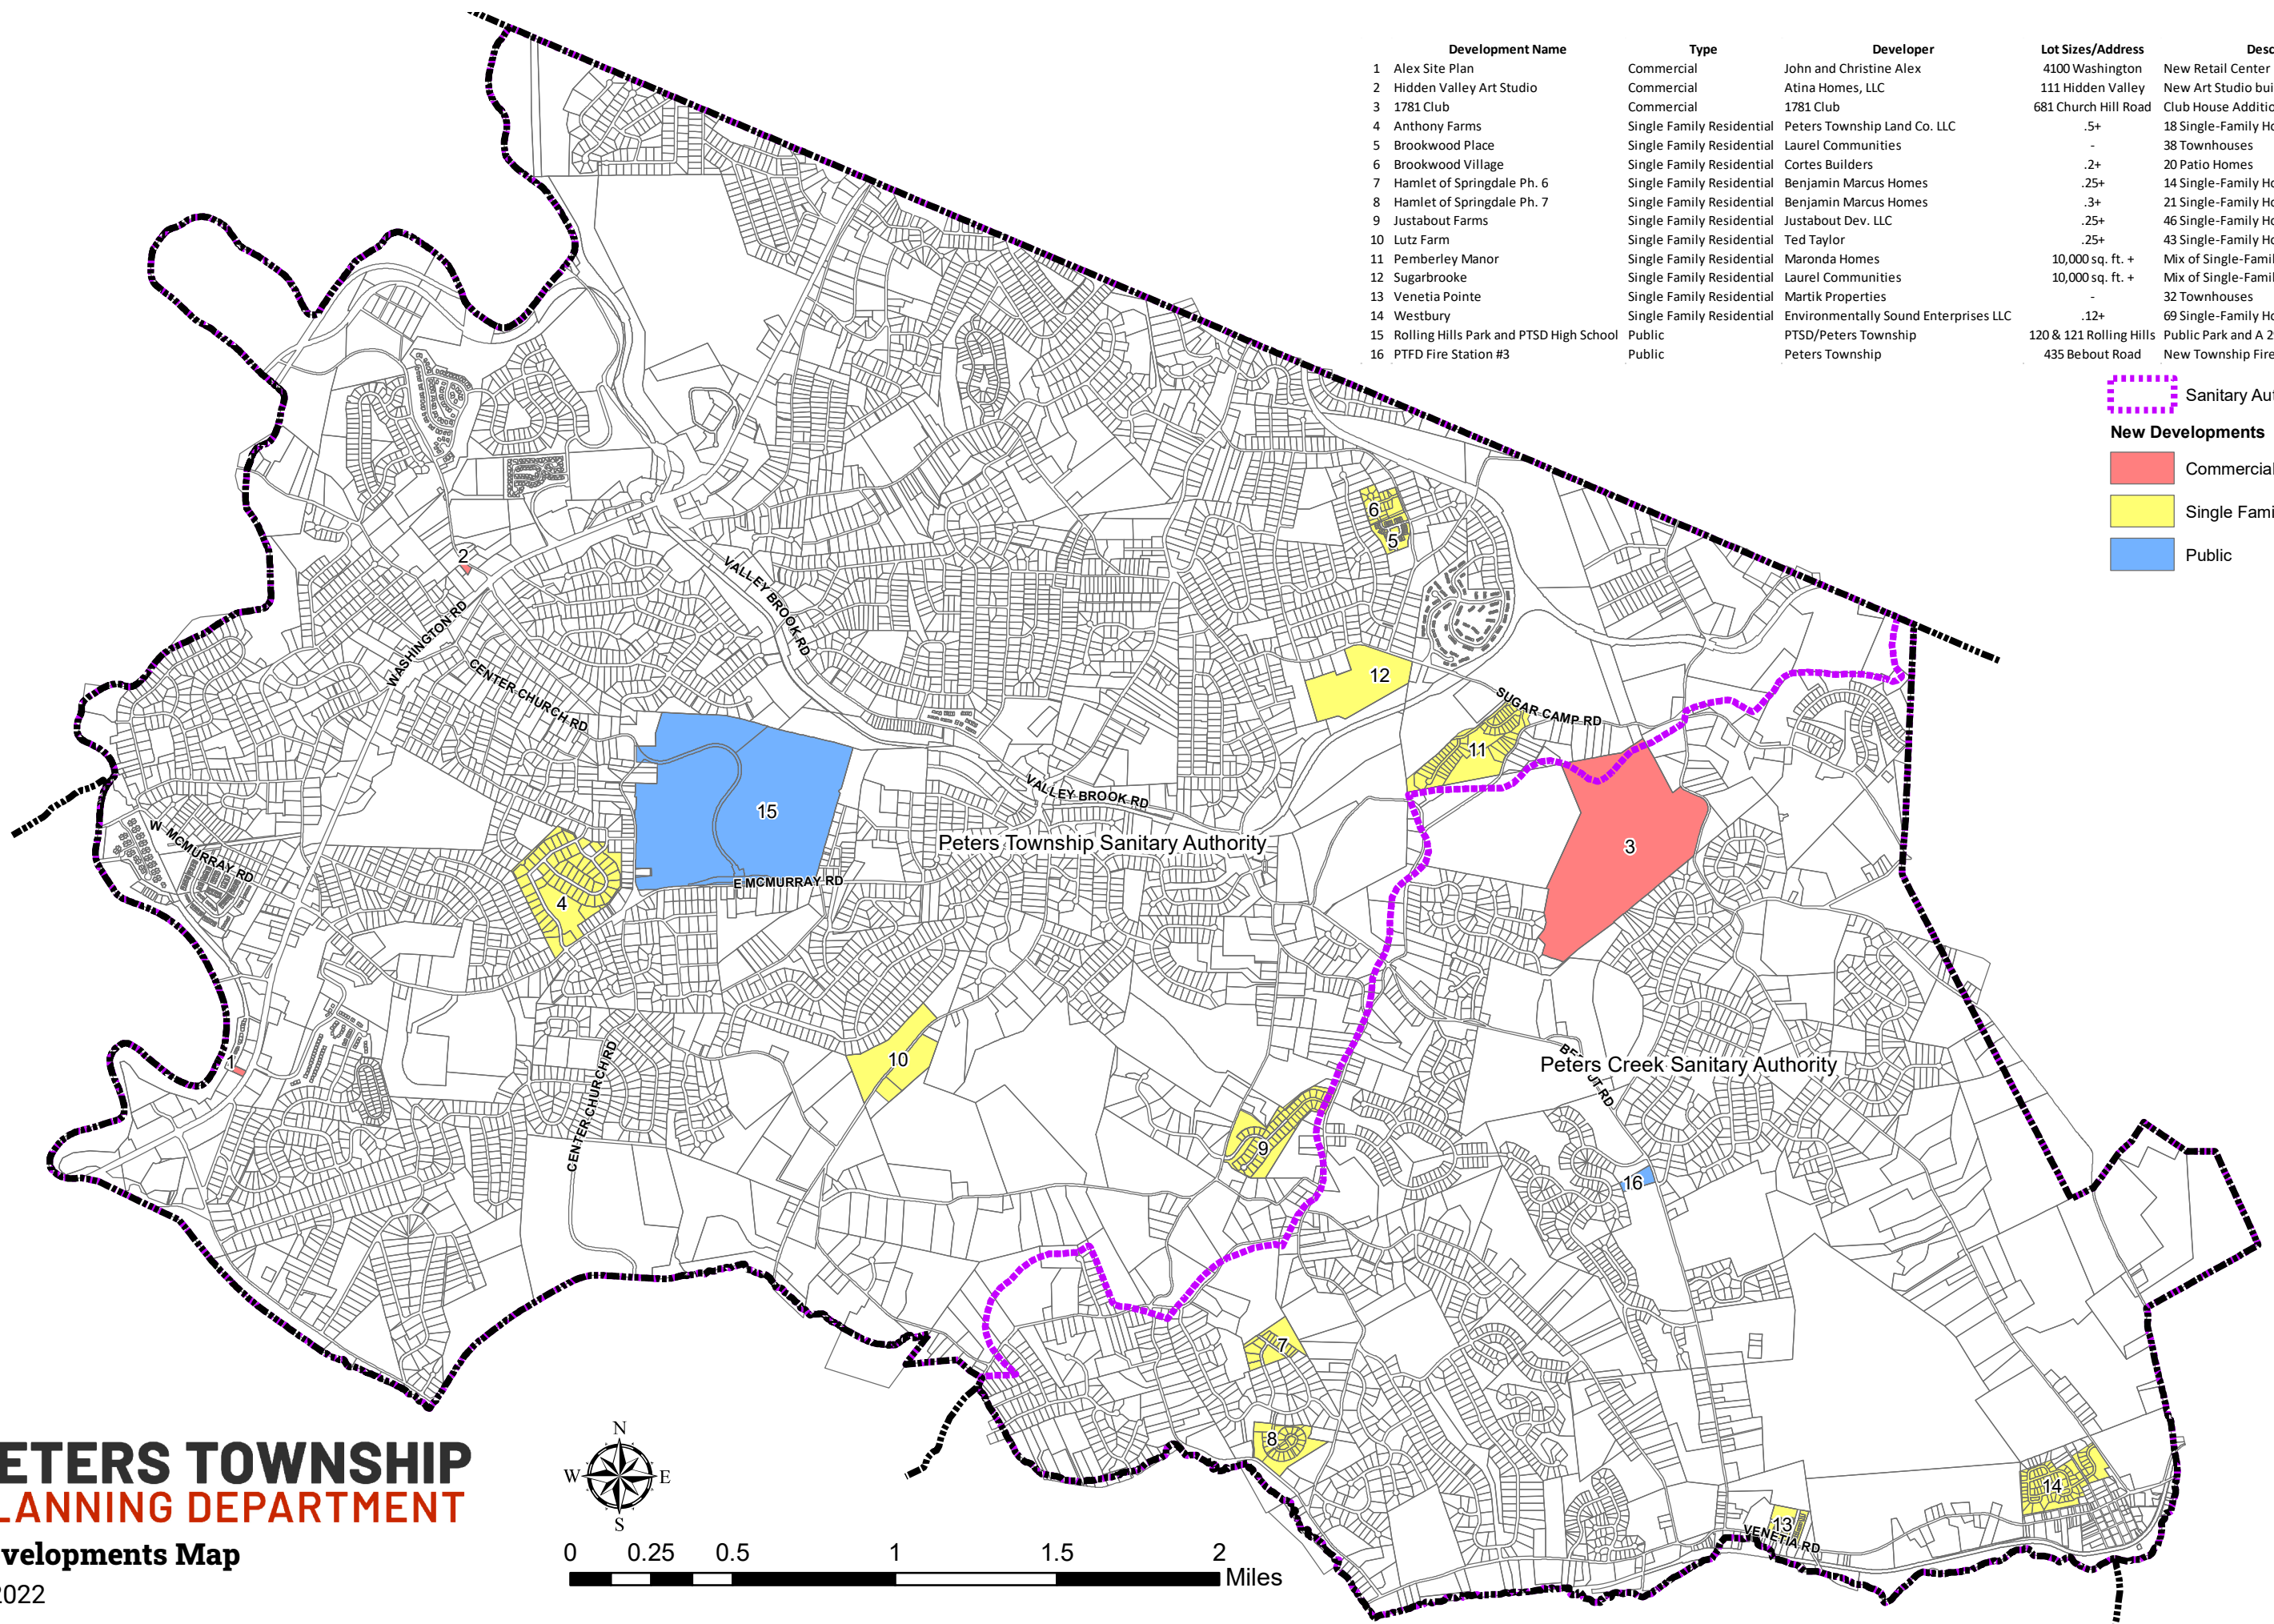 Development Name Type Developer Lot Sizes/Address Desc
1 Alex Site Plan Commercial John and Christine Alex 4100 Washington New Retail Center
2 Hidden Valley Art Studio Commercial Atina Homes, LLC 111 Hidden Valley New Art Studio bui
3 1781 Club Commercial 1781 Club 681 Church Hill Road Club House Additio
4 Anthony Farms Single Family Residential Peters Township Land Co. LLC .5+ 18 Single-Family Ho
5 Brookwood Place Single Family Residential Laurel Communities - 38 Townhouses
6 Brookwood Village Single Family Residential Cortes Builders .2+ 20 Patio Homes
7 Hamlet of Springdale Ph. 6 Single Family Residential Benjamin Marcus Homes .25+ 14 Single-Family Ho
8 Hamlet of Springdale Ph. 7 Single Family Residential Benjamin Marcus Homes .3+ 21 Single-Family Ho
9 Justabout Farms Single Family Residential Justabout Dev. LLC .25+ 46 Single-Family Ho
10 Lutz Farm Single Family Residential Ted Taylor .25+ 43 Single-Family Ho
11 Pemberley Manor Single Family Residential Maronda Homes 10,000 sq. ft. + Mix of Single-Famil
12 Sugarbrooke Single Family Residential Laurel Communities 10,000 sq. ft. + Mix of Single-Famil
13 Venetia Pointe Single Family Residential Martik Properties - 32 Townhouses
14 Westbury Single Family Residential Environmentally Sound Enterprises LLC .12+ 69 Single-Family Ho
15 Rolling Hills Park and PTSD High School Public PTSD/Peters Township 120 & 121 Rolling Hills Public Park and A 2
16 PTFD Fire Station #3 Public Peters Township 435 Bebout Road New Township Fire
Sanitary Aut
New Developments
Commercial
Single Fami
Public
6
5
2
VALLEY BROOK RD
WASHINGTON RD
CENTER CHURCH RD
12
SUGAR CAMP RD
11
15
VALLEY BROOK RD
W MCMURRAY RD
Peters Township Sanitary Authority
3
E MCMURRAY RD
4
1
10
CENTER CHURCH RD
Peters Creek Sanitary Authority
9
16
7
8
14
13
VENETIA RD
ETERS TOWNSHIP
LANNING DEPARTMENT
velopments Map
2022
N
W E
S
0 0.25 0.5 1 1.5 2
Miles